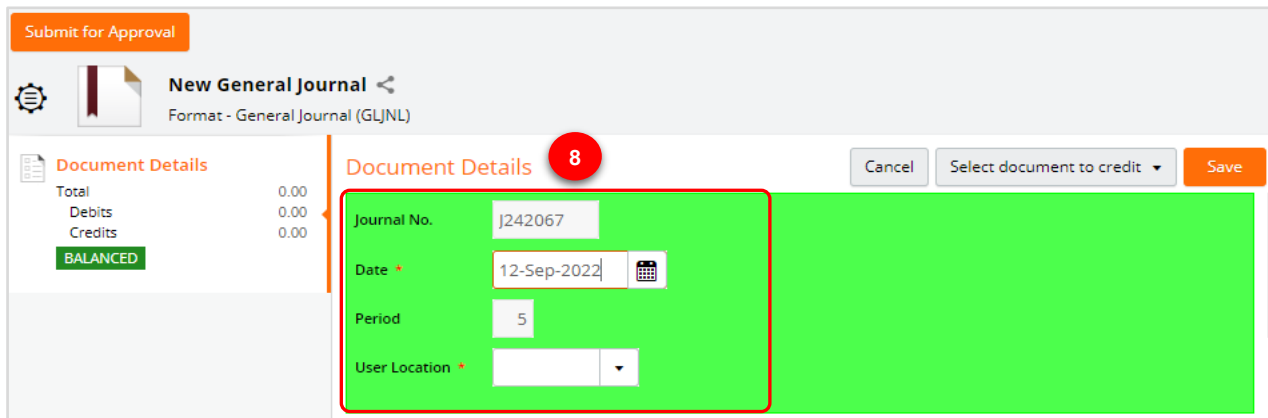 Submit for Approval
New General Journal
Format - General Journal (GLJNL)
Document Details
Total 0.00
Debits 0.00
Credits 0.00
BALANCED
Document Details 8 Cancel Select document to credit Save
Journal No. J242067
Date * 12-Sep-2022
Period 5
User Location *